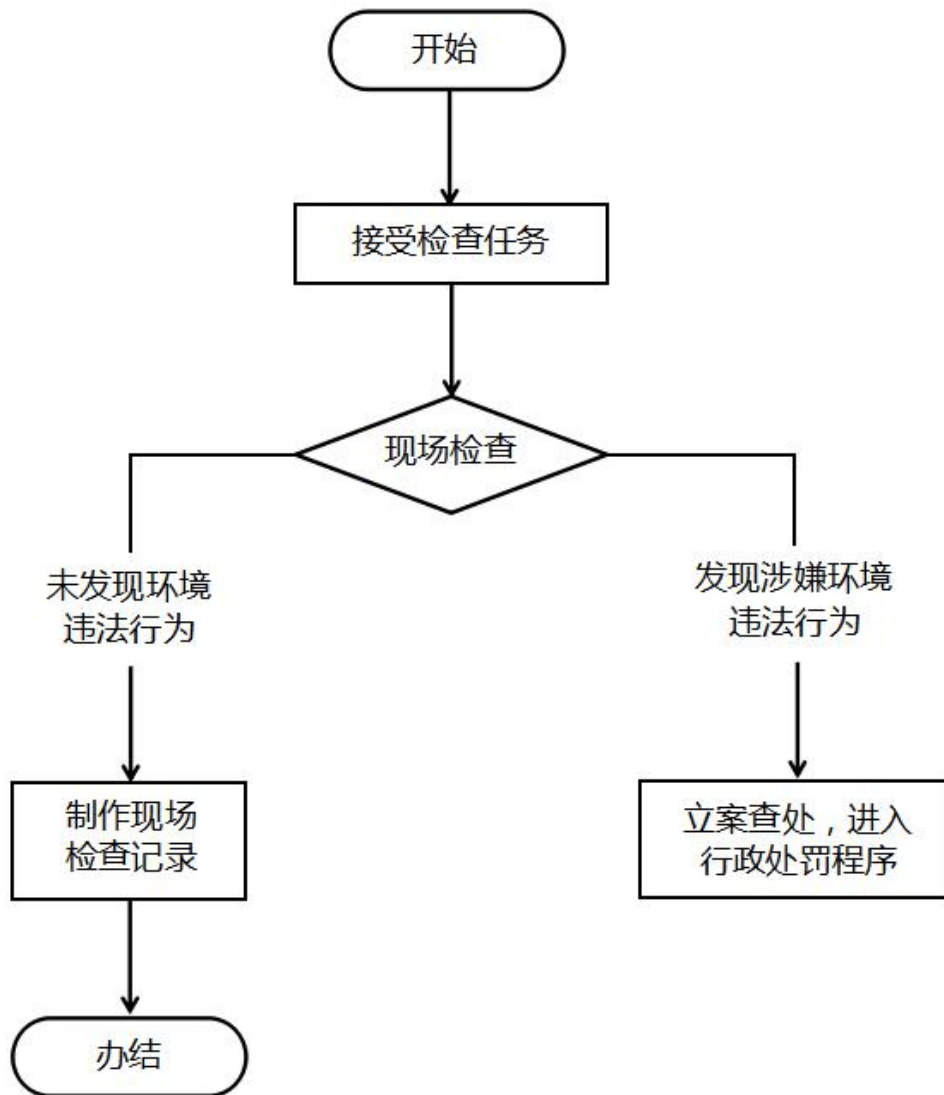 开始
接受检查任务
现场检查
未发现环境
违法行为
发现涉嫌环境
违法行为
制作现场
检查记录
立案查处，进入
行政处罚程序
办结